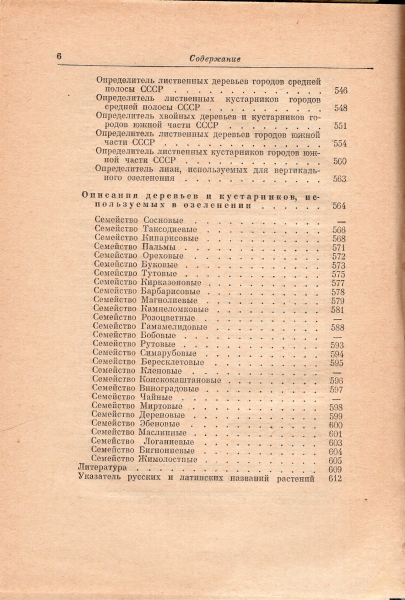 6
Содержание
Определитель лиственных деревьев городов средней
полосы СССР . . . . . . . . . . . . . . . 546
Определитель лиственных кустарников городов
средней полосы СССР . . . . . . . . . . . 548
Определитель хвойных деревьев и кустарников го-
родов южной части СССР . . . . . . . . . . 551
Определитель лиственных деревьев городов южной
части СССР . . . . . . . . . . . . . . . . 554
Определитель лиственных кустарников городов юж-
ной части СССР . . . . . . . . . . . . . . 560
Определитель лиан, используемых для вертикаль-
ного озеленения . . . . . . . . . . . . . . 563
Описания деревьев и кустарников, ис-
пользуемых в озеленении . . . . . . . 564
Семейство Сосновые . . . . . . . . . . . . —
Семейство Таксодиевые . . . . . . . . . . 566
Семейство Кипарисовые . . . . . . . . . . 568
Семейство Пальмы . . . . . . . . . . . . . 571
Семейство Ореховые . . . . . . . . . . . . 572
Семейство Буковые . . . . . . . . . . . . 573
Семейство Тутовые . . . . . . . . . . . . 575
Семейство Кирказоновые . . . . . . . . . . 577
Семейство Барбарисовые . . . . . . . . . . 578
Семейство Магнолиевые . . . . . . . . . . 579
Семейство Камнеломковые . . . . . . . . . 581
Семейство Розоцветные . . . . . . . . . . —
Семейство Гамамелидовые . . . . . . . . . 588
Семейство Бобовые . . . . . . . . . . . . —
Семейство Рутовые . . . . . . . . . . . . 593
Семейство Симарубовые . . . . . . . . . . 594
Семейство Бересклетовые . . . . . . . . . 595
Семейство Кленовые . . . . . . . . . . . . —
Семейство Конскокаштановые . . . . . . . . 596
Семейство Виноградовые . . . . . . . . . . 597
Семейство Чайные . . . . . . . . . . . . . —
Семейство Миртовые . . . . . . . . . . . . 598
Семейство Дереновые . . . . . . . . . . . 599
Семейство Эбеновые . . . . . . . . . . . . 600
Семейство Маслинные . . . . . . . . . . . 601
Семейство Логаниевые . . . . . . . . . . . 603
Семейство Бигнониевые . . . . . . . . . . 604
Семейство Жимолостные . . . . . . . . . . 605
Литература . . . . . . . . . . . . . . . . 609
Указатель русских и латинских названий растений 612